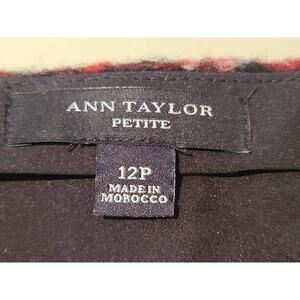 ANN TAYLOR
PETITE
12P
MADE IN
MOROCCO